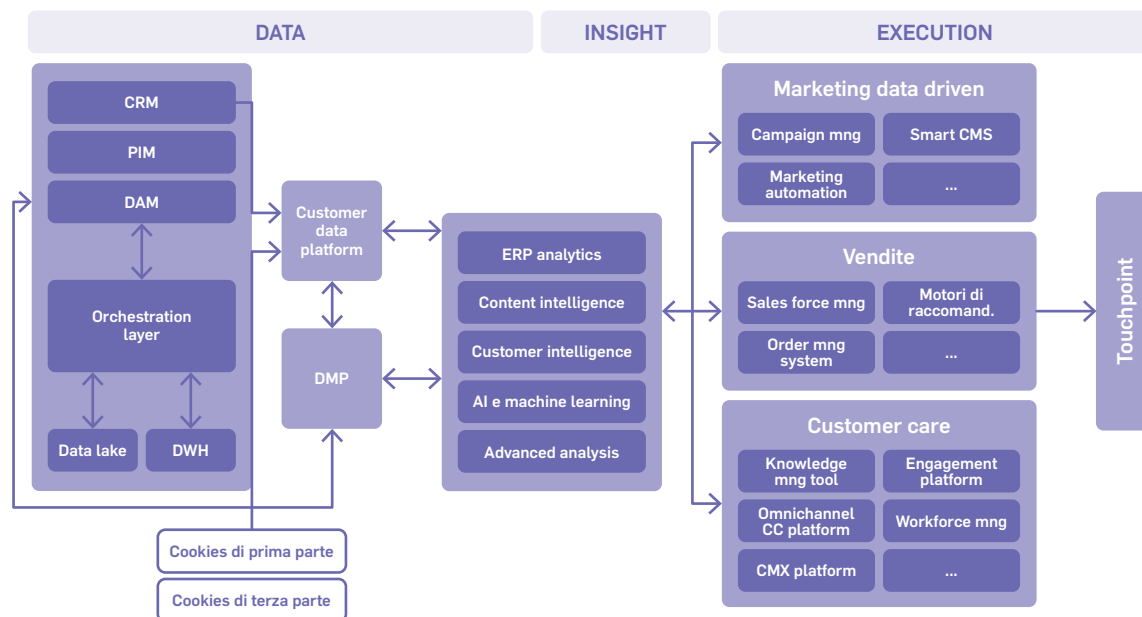 DATA
INSIGHT
EXECUTION
CRM
PIM
DAM
Orchestration
layer
Data lake
DWH
Customer
data
platform
DMP
Cookies di prima parte
Cookies di terza parte
ERP analytics
Content intelligence
Customer intelligence
AI e machine learning
Advanced analysis
Marketing data driven
Campaign mng
Smart CMS
Marketing
automation
...
Vendite
Sales force mng
Motori di
raccomand.
Order mng
system
...
Customer care
Knowledge
mng tool
Engagement
platform
Omnichannel
CC platform
Workforce mng
CMX platform
...
Touchpoint